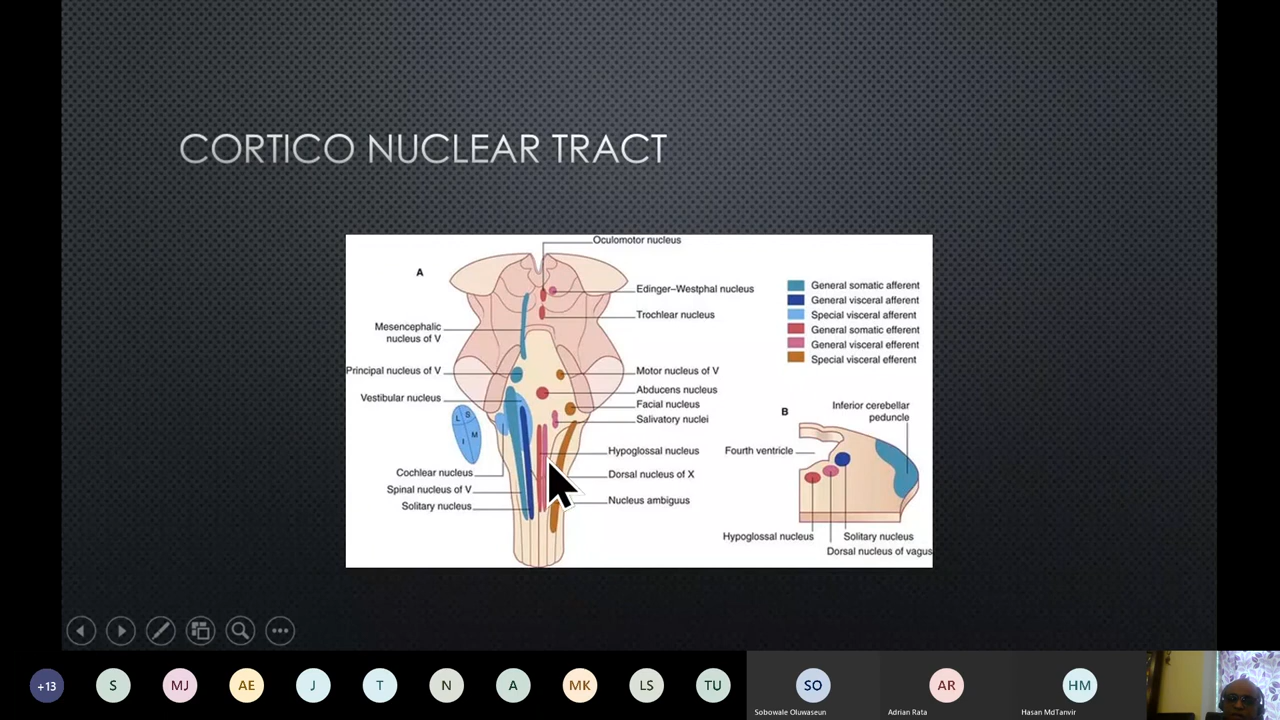 CORTICO NUCLEAR TRACT
Oculomotor nucleus
A
Edinger–Westphal nucleus
Trochlear nucleus
Mesencephalic
nucleus of V
Principal nucleus of V
Motor nucleus of V
Abducens nucleus
Vestibular nucleus
Facial nucleus
Salivatory nuclei
L S
I M
Hypoglossal nucleus
Cochlear nucleus
Dorsal nucleus of X
Spinal nucleus of V
Nucleus ambiguus
Solitary nucleus
General somatic afferent
General visceral afferent
Special visceral afferent
General somatic efferent
General visceral efferent
Special visceral efferent
B
Inferior cerebellar
peduncle
Fourth ventricle
Hypoglossal nucleus
Solitary nucleus
Dorsal nucleus of vagus
+13
S
MJ
AE
J
T
N
A
MK
LS
TU
SO
Sobowale Oluwaseun
AR
Adrian Rata
HM
Hasan MdTanvir